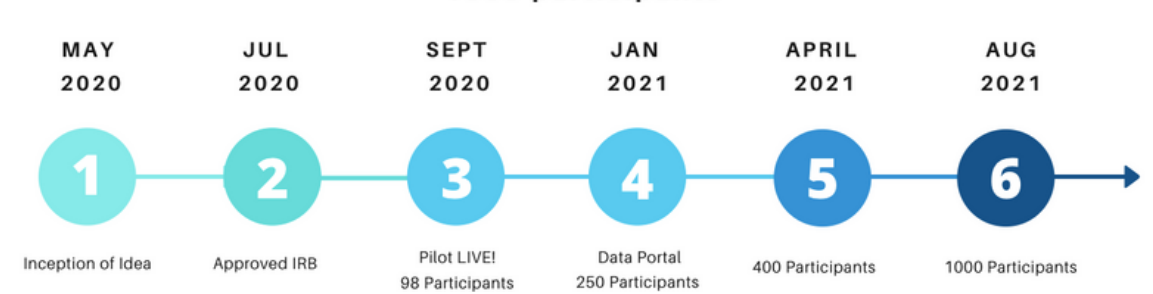 MAY
2020
JUL
2020
SEPT
2020
JAN
2021
APRIL
2021
AUG
2021
1
2
3
4
5
6
Inception of Idea
Approved IRB
Pilot LIVE!
98 Participants
Data Portal
250 Participants
400 Participants
1000 Participants